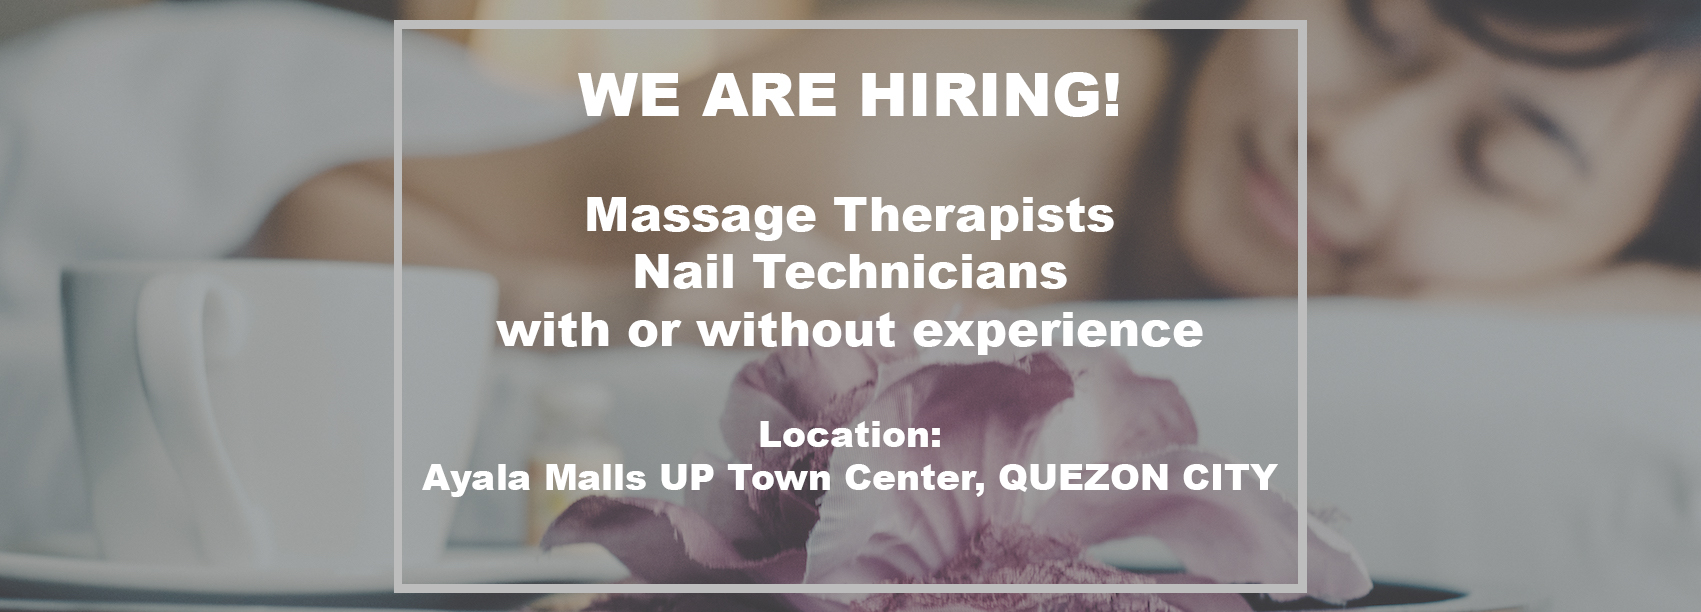 WE ARE HIRING!
Massage Therapists
Nail Technicians
with or without experience
Location:
Ayala Malls UP Town Center, QUEZON CITY